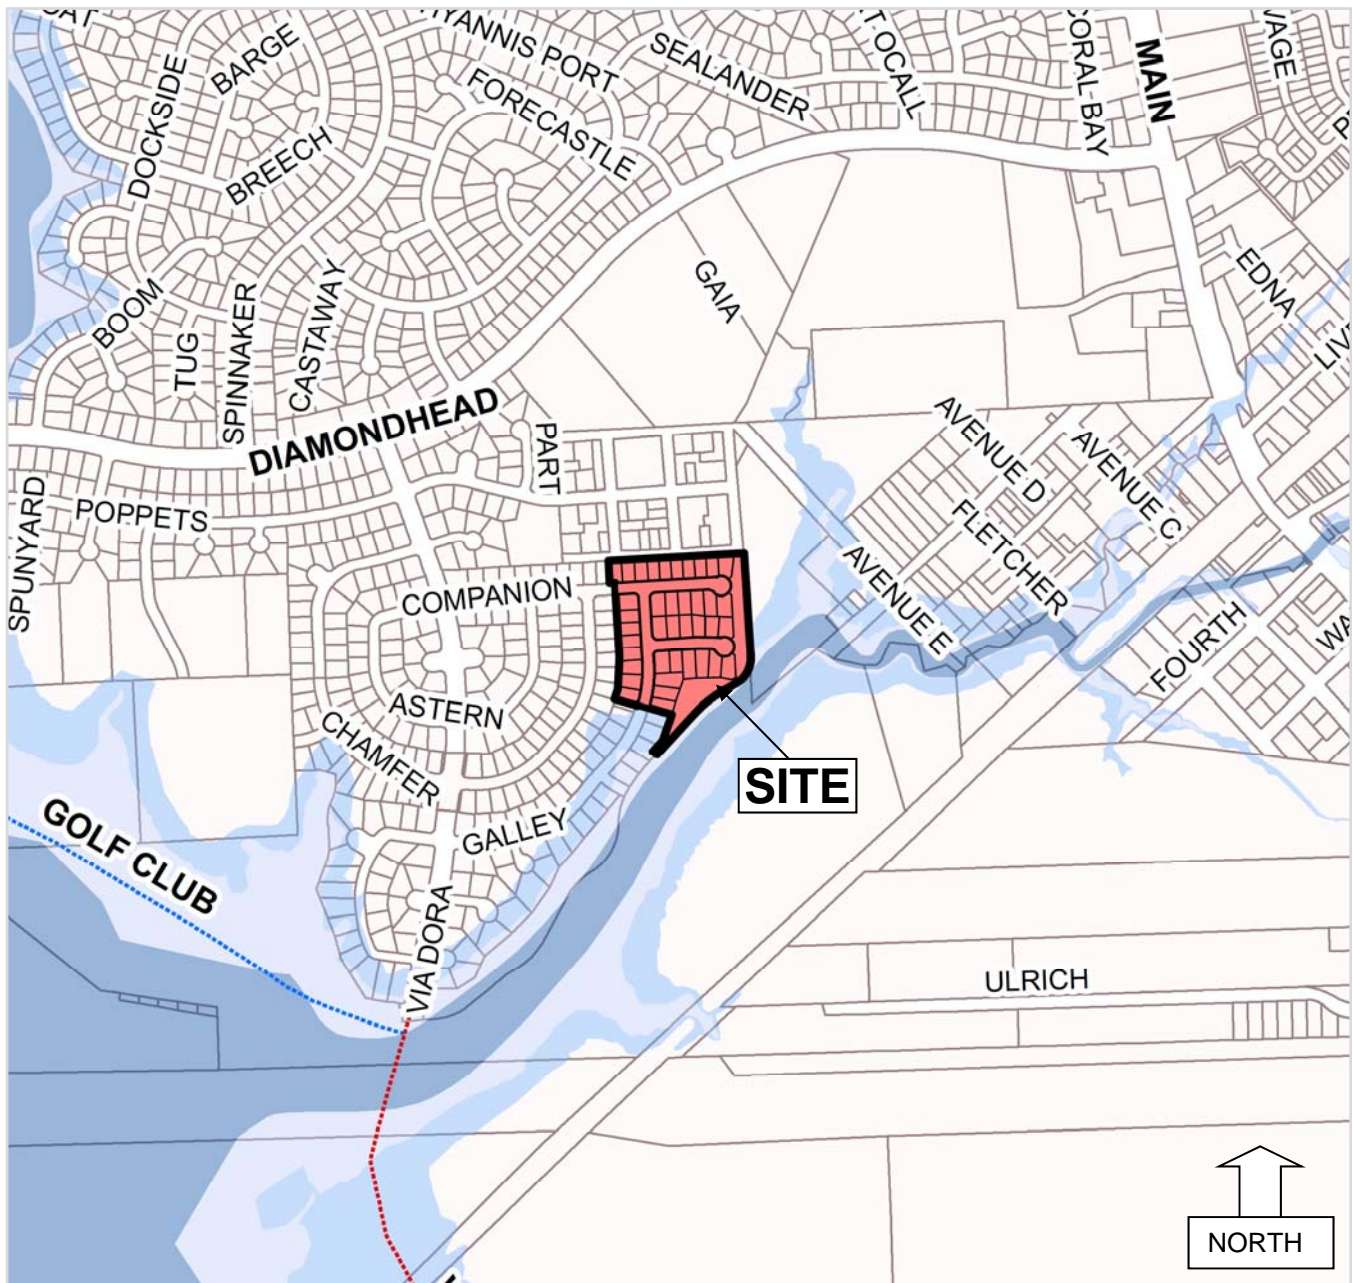 HYANNIS PORT
SEALANDER
CORAL-BAY
MAIN
BARGE
DOCKSIDE
FORECASTLE
BREECH
GAIA
EDNA
BOOM
TUG
SPINNAKER
CASTAWAY
DIAMONDHEAD
PART
AVENUE D
AVENUE C
SPUNYARD
POPPETS
FLETCHER
COMPANION
AVENUE E
FOURTH
ASTERN
CHAMFER
SITE
GALLEY
GOLF CLUB
VIA DORA
ULRICH
NORTH